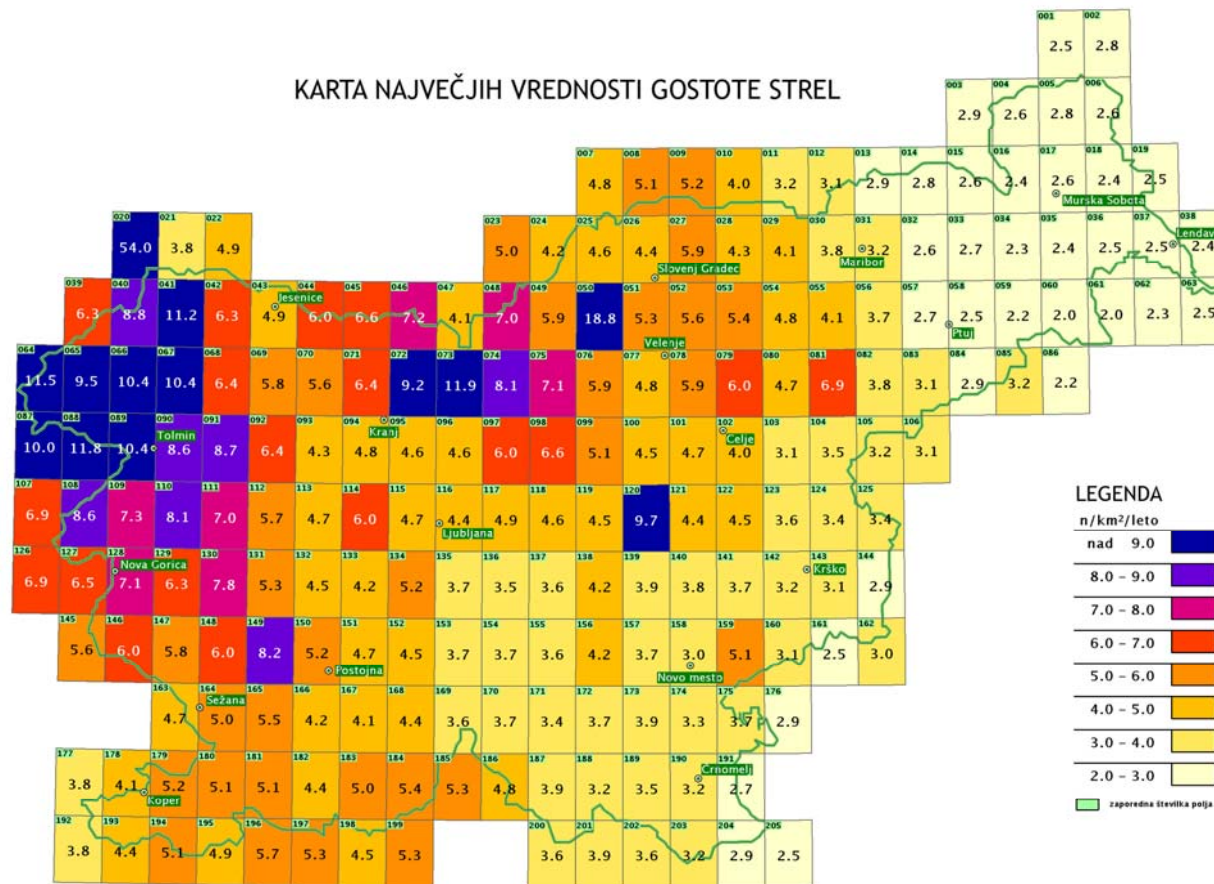 KARTA NAJVEČJIH VREDNOSTI GOSTOTE STREL
001 002
2.5 2.8
003 004 005 006
2.9 2.6 2.8 2.6
007 008 009 010 011 012 013 014 015 016 017 018 019
4.8 5.1 5.2 4.0 3.2 3.1 2.9 2.8 2.6 2.4 2.6 2.4 2.5
Murska Sobota
020 021 022 023 024 025 026 027 028 029 030 031 032 033 034 035 036 037 038
54.0 3.8 4.9 5.0 4.2 4.6 4.4 5.9 4.3 4.1 3.8 3.2 2.6 2.7 2.3 2.4 2.5 2.5 2.4
Slovenj Gradec Maribor
039 040 041 042 043 044 045 046 047 048 049 050 051 052 053 054 055 056 057 058 059 060 061 062 063
Jesenice
6.3 8.8 11.2 6.3 4.9 6.0 6.6 7.2 4.1 7.0 5.9 18.8 5.3 5.6 5.4 4.8 4.1 3.7 2.7 2.5 2.2 2.0 2.0 2.3 2.5
Velenje Ptuj
064 065 066 067 068 069 070 071 072 073 074 075 076 077 078 079 080 081 082 083 084 085 086
11.5 9.5 10.4 10.4 6.4 5.8 5.6 6.4 9.2 11.9 8.1 7.1 5.9 4.8 5.9 6.0 4.7 6.9 3.8 3.1 2.9 3.2 2.2
087 088 089 090 091 092 093 094 095 096 097 098 099 100 101 102 103 104 105 106
Tolmin Kranj Celje
10.0 11.8 10.4 8.6 8.7 6.4 4.3 4.8 4.6 4.6 6.0 6.6 5.1 4.5 4.7 4.0 3.1 3.5 3.2 3.1
107 108 109 110 111 112 113 114 115 116 117 118 119 120 121 122 123 124 125
6.9 8.6 7.3 8.1 7.0 5.7 4.7 6.0 4.7 4.4 4.9 4.6 4.5 9.7 4.4 4.5 3.6 3.4 3.4
Ljubljana
126 127 128 129 130 131 132 133 134 135 136 137 138 139 140 141 142 143 144
Nova Gorica Krško
6.9 6.5 7.1 6.3 7.8 5.3 4.5 4.2 5.2 3.7 3.5 3.6 4.2 3.9 3.8 3.7 3.2 3.1 2.9
145 146 147 148 149 150 151 152 153 154 155 156 157 158 159 160 161 162
5.6 6.0 5.8 6.0 8.2 5.2 4.7 4.5 3.7 3.7 3.6 4.2 3.7 3.0 5.1 3.1 2.5 3.0
Postojna Novo mesto
163 164 165 166 167 168 169 170 171 172 173 174 175 176
Sežana
4.7 5.0 5.5 4.2 4.1 4.4 3.6 3.7 3.4 3.7 3.9 3.3 3.7 2.9
177 178 179 180 181 182 183 184 185 186 187 188 189 190 191
Črnomelj
3.8 4.1 5.2 5.1 5.1 4.4 5.0 5.4 5.3 4.8 3.9 3.2 3.5 3.2 2.7
Koper
192 193 194 195 196 197 198 199 200 201 202 203 204 205
3.8 4.4 5.1 4.9 5.7 5.3 4.5 5.3 3.6 3.9 3.6 3.2 2.9 2.5
LEGENDA
n/km²/leto
nad 9.0
8.0 – 9.0
7.0 – 8.0
6.0 – 7.0
5.0 – 6.0
4.0 – 5.0
3.0 – 4.0
2.0 – 3.0
zaporedna številka polja